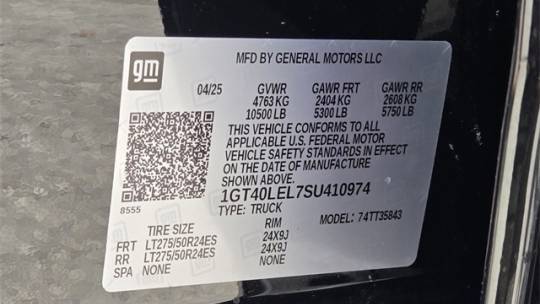 gm
MFD BY GENERAL MOTORS LLC
04/25 GVWR GAWR FRT GAWR RR
4763 KG 2404 KG 2608 KG
10500 LB 5300 LB 5750 LB
THIS VEHICLE CONFORMS TO ALL
APPLICABLE U.S. FEDERAL MOTOR
VEHICLE SAFETY STANDARDS IN EFFECT
ON THE DATE OF MANUFACTURE
SHOWN ABOVE.
8555 1GT40LEL7SU410974
TYPE: TRUCK MODEL: 74TT35843
TIRE SIZE RIM
FRT LT275/50R24ES 24X9J
RR LT275/50R24ES 24X9J
SPA NONE NONE